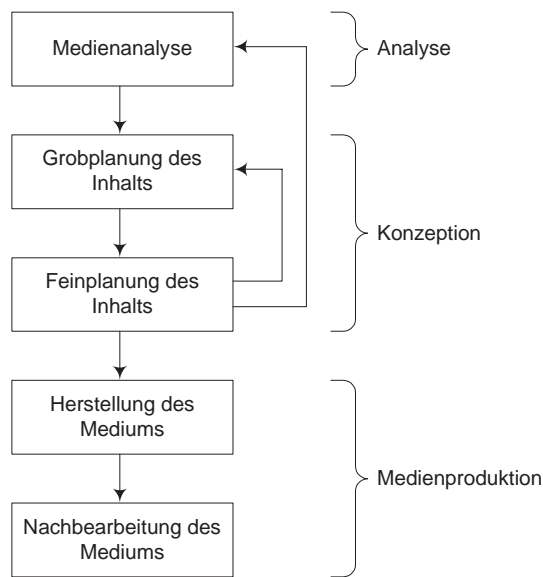 Medienanalyse
Analyse
Grobplanung des
Inhalts
Konzeption
Feinplanung des
Inhalts
Herstellung des
Mediums
Medienproduktion
Nachbearbeitung des
Mediums